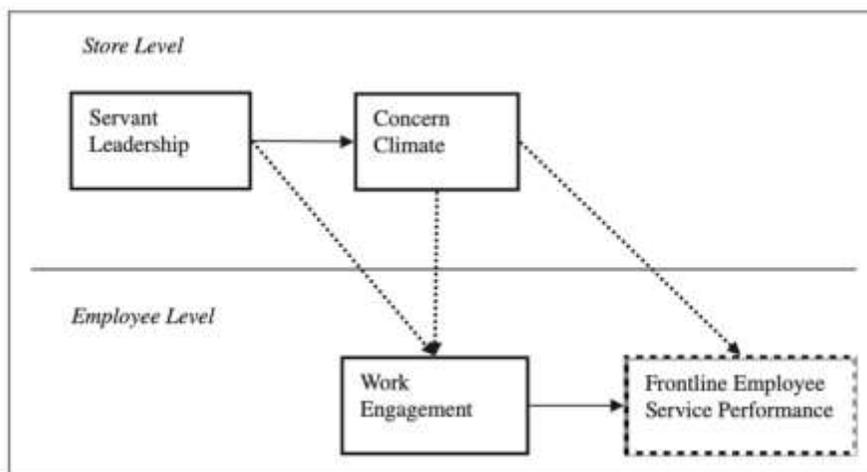 Store Level
Servant
Leadership
Concern
Climate
Employee Level
Work
Engagement
Frontline Employee
Service Performance